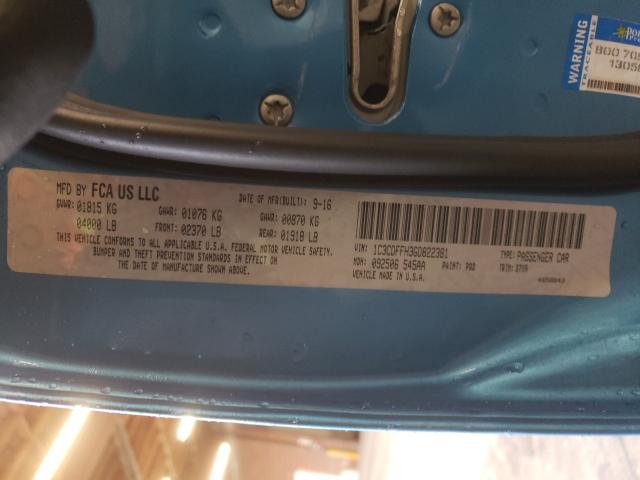 WARNING
TRACEABLE
MFD BY FCA US LLC
DATE OF MFR(BUILT): 9-16
GVWR: 01815 KG
04000 LB
GAWR: 01076 KG
FRONT: 02370 LB
GAWR: 00870 KG
REAR: 01918 LB
THIS VEHICLE CONFORMS TO ALL APPLICABLE U.S.A. FEDERAL MOTOR VEHICLE SAFETY,
BUMPER AND THEFT PREVENTION STANDARDS IN EFFECT ON
THE DATE OF MANUFACTURE SHOWN ABOVE.
VIN: 1C3CDFFH3GD822381
TYPE: PASSENGER CAR
MDH: 092506 545AA
PAINT: PQD
VEHICLE MADE IN U.S.A.